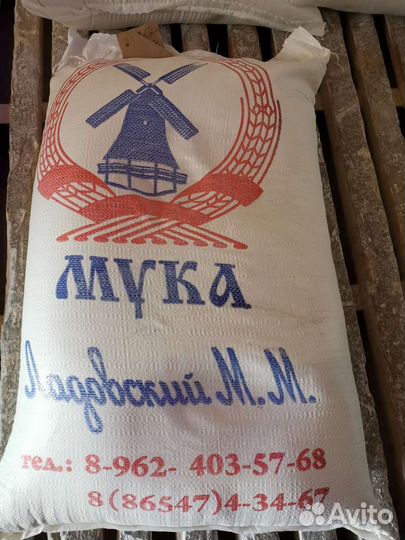 МУКА
Ладовский М.М.
тел.: 8-962- 403-57-68
8(86547)4-34-67
Avito